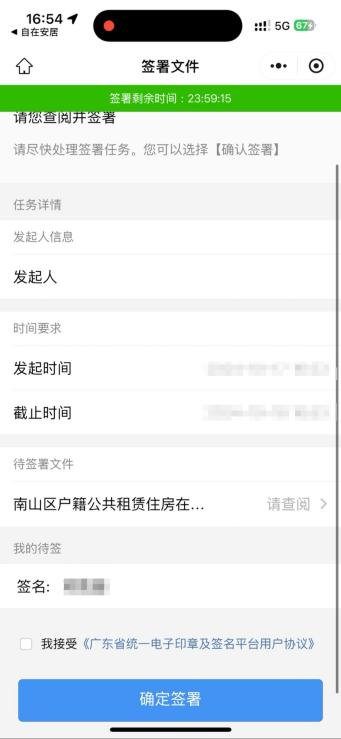 16:54
5G 67
自在安居
签署文件
签署剩余时间：23:59:15
请您查阅并签署
请尽快处理签署任务。您可以选择【确认签署】
任务详情
发起人信息
发起人
时间要求
发起时间
截止时间
待签署文件
南山区户籍公共租赁住房在... 请查阅
我的待签
签名:
我接受《广东省统一电子印章及签名平台用户协议》
确定签署